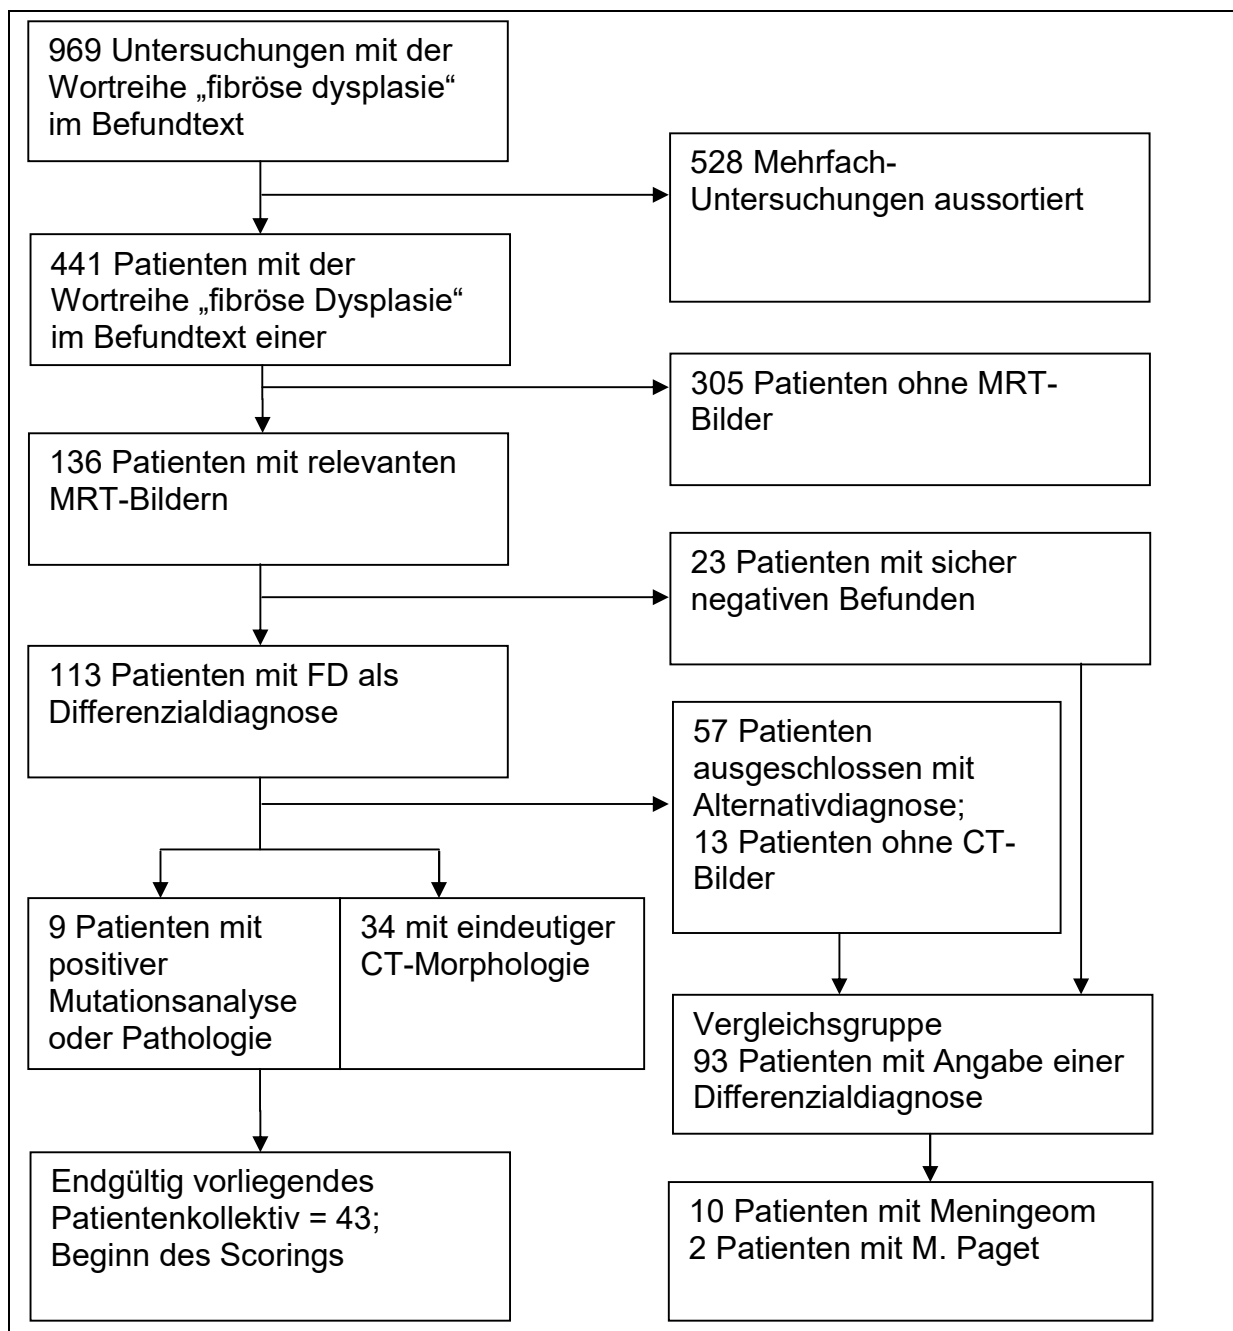 969 Untersuchungen mit der
Wortreihe „fibröse dysplasie“
im Befundtext
528 Mehrfach-
Untersuchungen aussortiert
441 Patienten mit der
Wortreihe „fibröse Dysplasie“
im Befundtext einer
305 Patienten ohne MRT-
Bilder
136 Patienten mit relevanten
MRT-Bildern
23 Patienten mit sicher
negativen Befunden
113 Patienten mit FD als
Differenzialdiagnose
57 Patienten
ausgeschlossen mit
Alternativdiagnose;
13 Patienten ohne CT-
Bilder
9 Patienten mit
positiver
Mutationsanalyse
oder Pathologie
34 mit eindeutiger
CT-Morphologie
Vergleichsgruppe
93 Patienten mit Angabe einer
Differenzialdiagnose
Endgültig vorliegendes
Patientenkollektiv = 43;
Beginn des Scorings
10 Patienten mit Meningeom
2 Patienten mit M. Paget